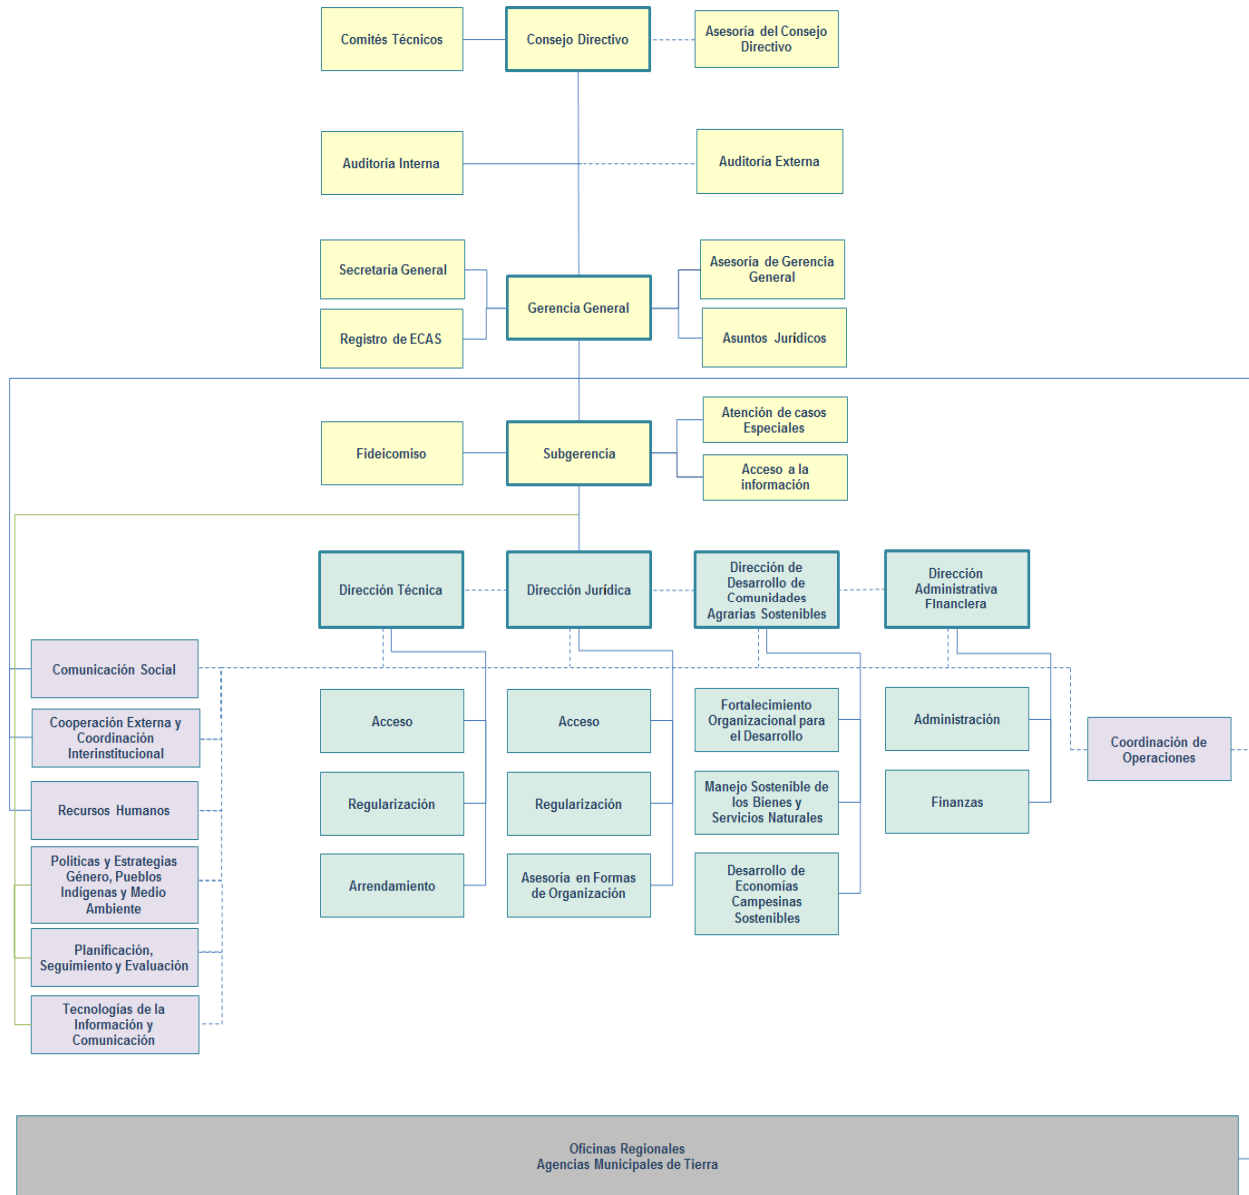 Comités Técnicos
Consejo Directivo
Asesoría del Consejo
Directivo
Auditoría Interna
Auditoría Externa
Secretaría General
Asesoría de Gerencia
General
Gerencia General
Registro de ECAS
Asuntos Jurídicos
Atención de casos
Especiales
Fideicomiso
Subgerencia
Acceso a la
información
Dirección Técnica
Dirección Jurídica
Dirección de
Desarrollo de
Comunidades
Agrarias Sostenibles
Dirección
Administrativa
FInancIera
Comunicación Social
Cooperación Externa y
Coordinación
Interinstitucional
Recursos Humanos
Políticas y Estrategias
Género, Pueblos
Indígenas y Medio
Ambiente
Planificación,
Seguimiento y Evaluación
Tecnologías de la
Información y
Comunicación
Acceso
Regularización
Arrendamiento
Acceso
Regularización
Asesoría en Formas
de Organización
Fortalecimiento
Organizacional para
el Desarrollo
Manejo Sostenible de
los Bienes y
Servicios Naturales
Desarrollo de
Economías
Campesinas
Sostenibles
Administración
Finanzas
Coordinación de
Operaciones
Oficinas Regionales
Agencias Municipales de Tierra